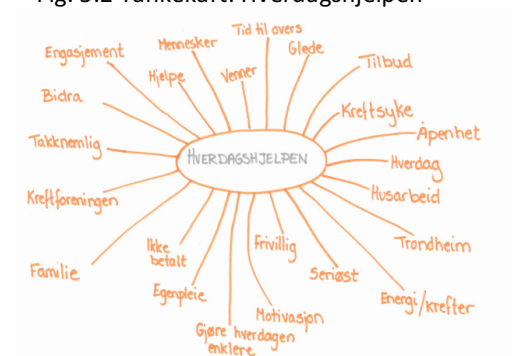 Fig. 5.2 Tankekart: Hverdagshjelpen
Tid til overs
Mennesker
Glede
Engasjement
Hjelpe
Venner
Tilbud
Bidra
Kreftsyke
Åpenhet
Takknemlig
HVERDAGSHJELPEN
Hverdag
Kreftforeningen
Husarbeid
Familie
Ikke
betalt
Frivillig
Trondheim
Egenpleie
Seriøst
Energi/krefter
Motivasjon
Gjøre hverdagen
enklere